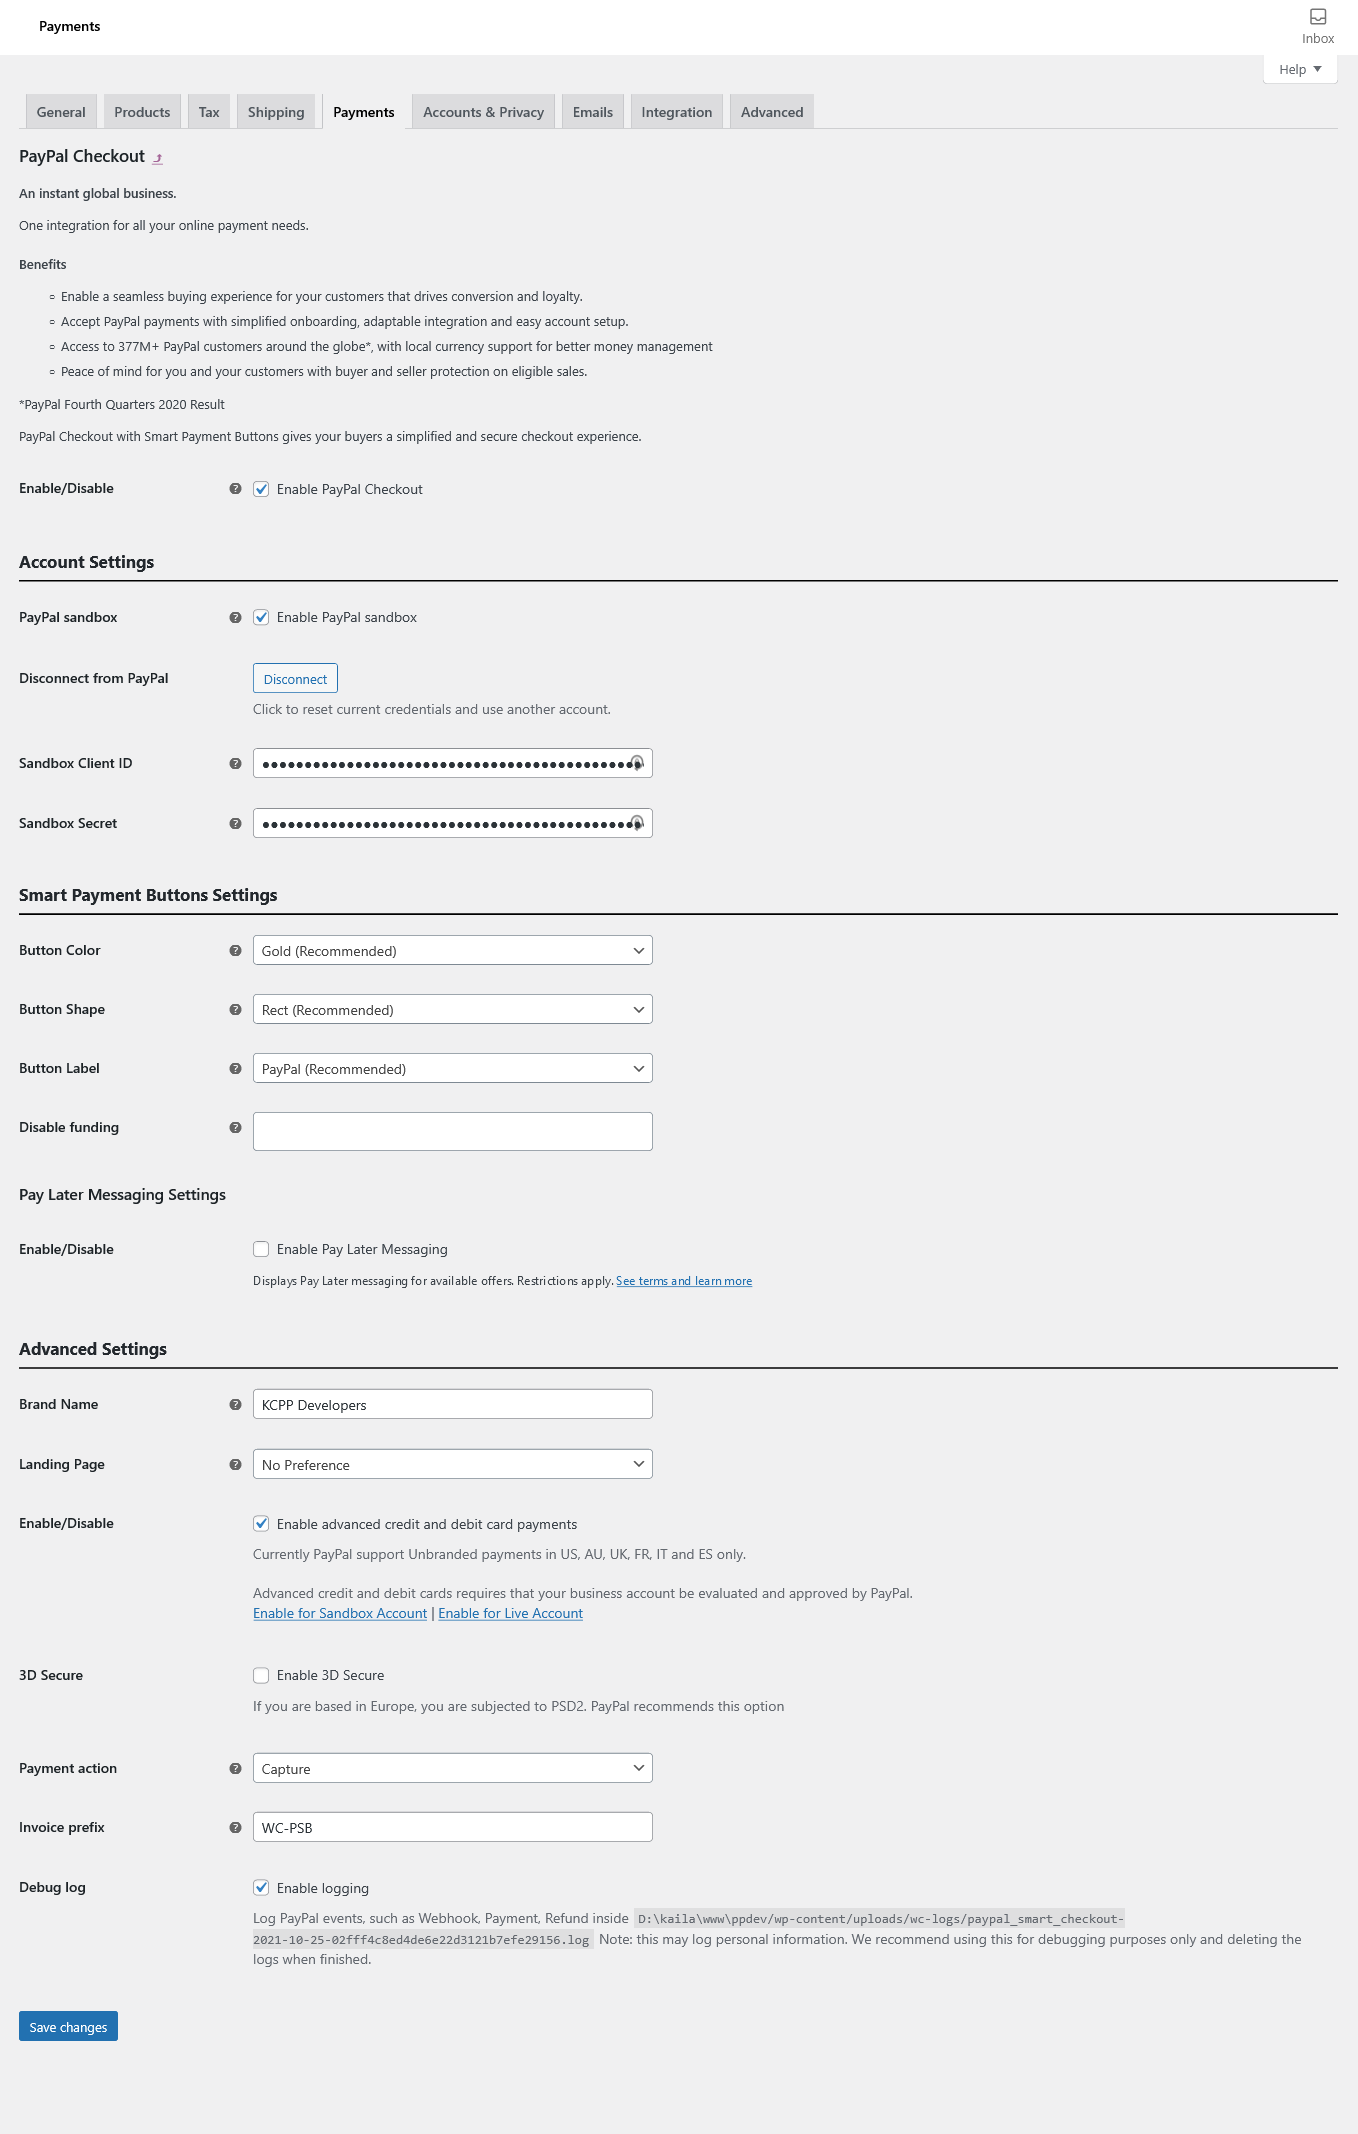 Payments
Inbox
Help
General
Products
Tax
Shipping
Payments
Accounts & Privacy
Emails
Integration
Advanced
PayPal Checkout
An instant global business.
One integration for all your online payment needs.
Benefits
Enable a seamless buying experience for your customers that drives conversion and loyalty.
Accept PayPal payments with simplified onboarding, adaptable integration and easy account setup.
Access to 377M+ PayPal customers around the globe*, with local currency support for better money management
Peace of mind for you and your customers with buyer and seller protection on eligible sales.
*PayPal Fourth Quarters 2020 Result
PayPal Checkout with Smart Payment Buttons gives your buyers a simplified and secure checkout experience.
Enable/Disable
Enable PayPal Checkout
Account Settings
PayPal sandbox
Enable PayPal sandbox
Disconnect from PayPal
Disconnect
Click to reset current credentials and use another account.
Sandbox Client ID
Sandbox Secret
Smart Payment Buttons Settings
Button Color
Gold (Recommended)
Button Shape
Rect (Recommended)
Button Label
PayPal (Recommended)
Disable funding
Pay Later Messaging Settings
Enable/Disable
Enable Pay Later Messaging
Displays Pay Later messaging for available offers. Restrictions apply. See terms and learn more
Advanced Settings
Brand Name
KCPP Developers
Landing Page
No Preference
Enable/Disable
Enable advanced credit and debit card payments
Currently PayPal support Unbranded payments in US, AU, UK, FR, IT and ES only.
Advanced credit and debit cards requires that your business account be evaluated and approved by PayPal.
Enable for Sandbox Account | Enable for Live Account
3D Secure
Enable 3D Secure
If you are based in Europe, you are subjected to PSD2. PayPal recommends this option
Payment action
Capture
Invoice prefix
WC-PSB
Debug log
Enable logging
Log PayPal events, such as Webhook, Payment, Refund inside D:\kaila\www\ppdev/wp-content/uploads/wc-logs/paypal_smart_checkout-
2021-10-25-02fff4c8ed4de6e22d3121b7efe29156.log Note: this may log personal information. We recommend using this for debugging purposes only and deleting the
logs when finished.
Save changes